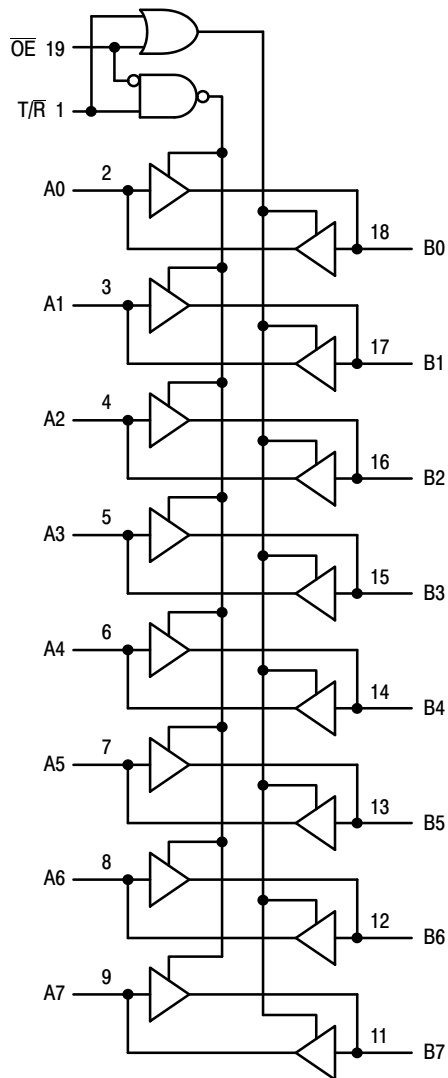 O̅E̅ 19
T/R̅ 1
A0 2
18 B0
A1 3
17 B1
A2 4
16 B2
A3 5
15 B3
A4 6
14 B4
A5 7
13 B5
A6 8
12 B6
A7 9
11 B7